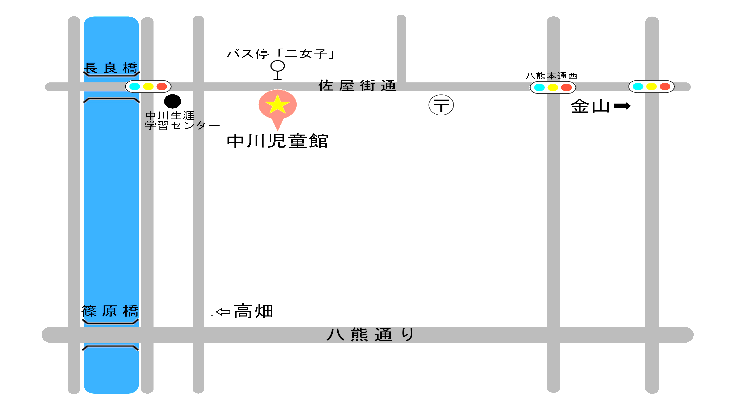 バス停「二女子」
長良橋
佐屋街道
八熊本通西
金山➡
〒
中川生涯
学習センター
中川児童館
篠原橋
⇦高畑
八熊通り